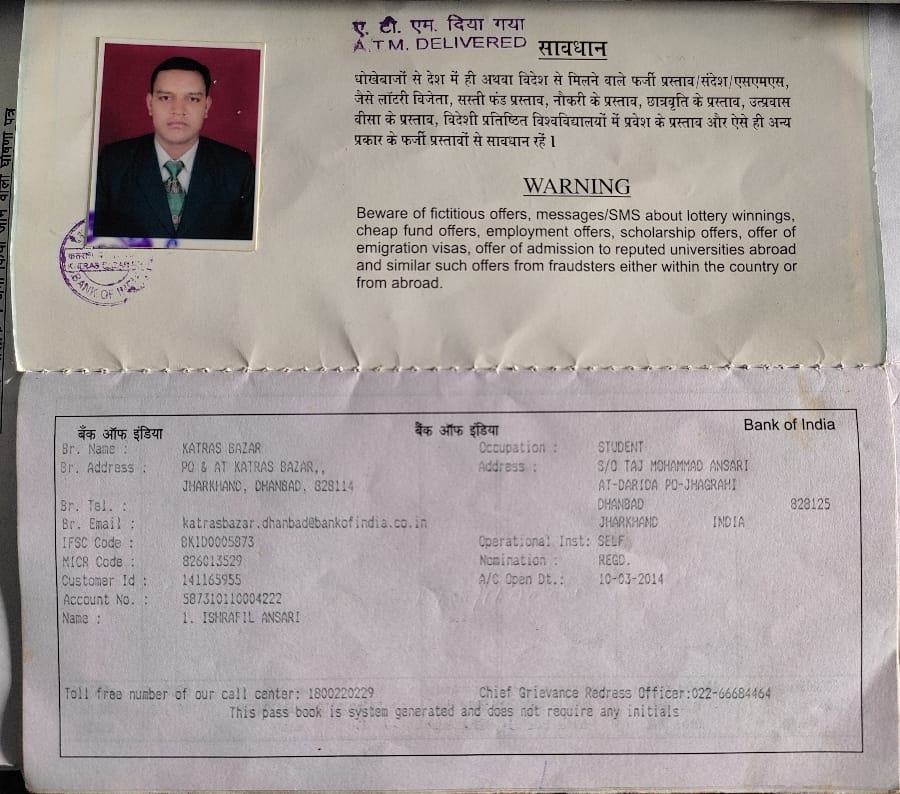 ए. टी. एम. दिया गया
A.T.M. DELIVERED
सावधान
धोखेबाजों से देश में ही अथवा विदेश से मिलने वाले फर्जी प्रस्ताव/संदेश/एसएमएस,
जैसे लॉटरी विजेता, सस्ती फंड प्रस्ताव, नौकरी के प्रस्ताव, छात्रवृति के प्रस्ताव, उत्प्रवास
वीसा के प्रस्ताव, विदेशी प्रतिष्ठित विश्वविद्यालयों में प्रवेश के प्रस्ताव और ऐसे ही अन्य
प्रकार के फर्जी प्रस्तावों से सावधान रहें।
WARNING
Beware of fictitious offers, messages/SMS about lottery winnings,
cheap fund offers, employment offers, scholarship offers, offer of
emigration visas, offer of admission to reputed universities abroad
and similar such offers from fraudsters either within the country or
from abroad.
BANK OF
घोषणा पत्र
बैंक ऑफ इंडिया बैंक ऑफ इंडिया Bank of India
Br. Name : KATRAS BAZAR Occupation : STUDENT
Br. Address : PO & AT KATRAS BAZAR,, Address : S/O TAJ MOHAMMAD ANSARI
JHARKHAND, DHANBAD, 828114 AT-DARIDA PO-JHAGRAHI
Br. Tel. : DHANBAD 828125
Br. Email : katrasbazar.dhanbad@bankofindia.co.in JHARKHAND INDIA
IFSC Code : BKID0005873 Operational Inst: SELF
MICR Code : 826013529 Nomination : REGD.
Customer Id : 141165955 A/C Open Dt.: 10-03-2014
Account No. : 587310110004222
Name : 1. ISHRAFIL ANSARI
Toll free number of our call center: 1800220229 Chief Grievance Redress Officer:022-66684464
This pass book is system generated and does not require any initials